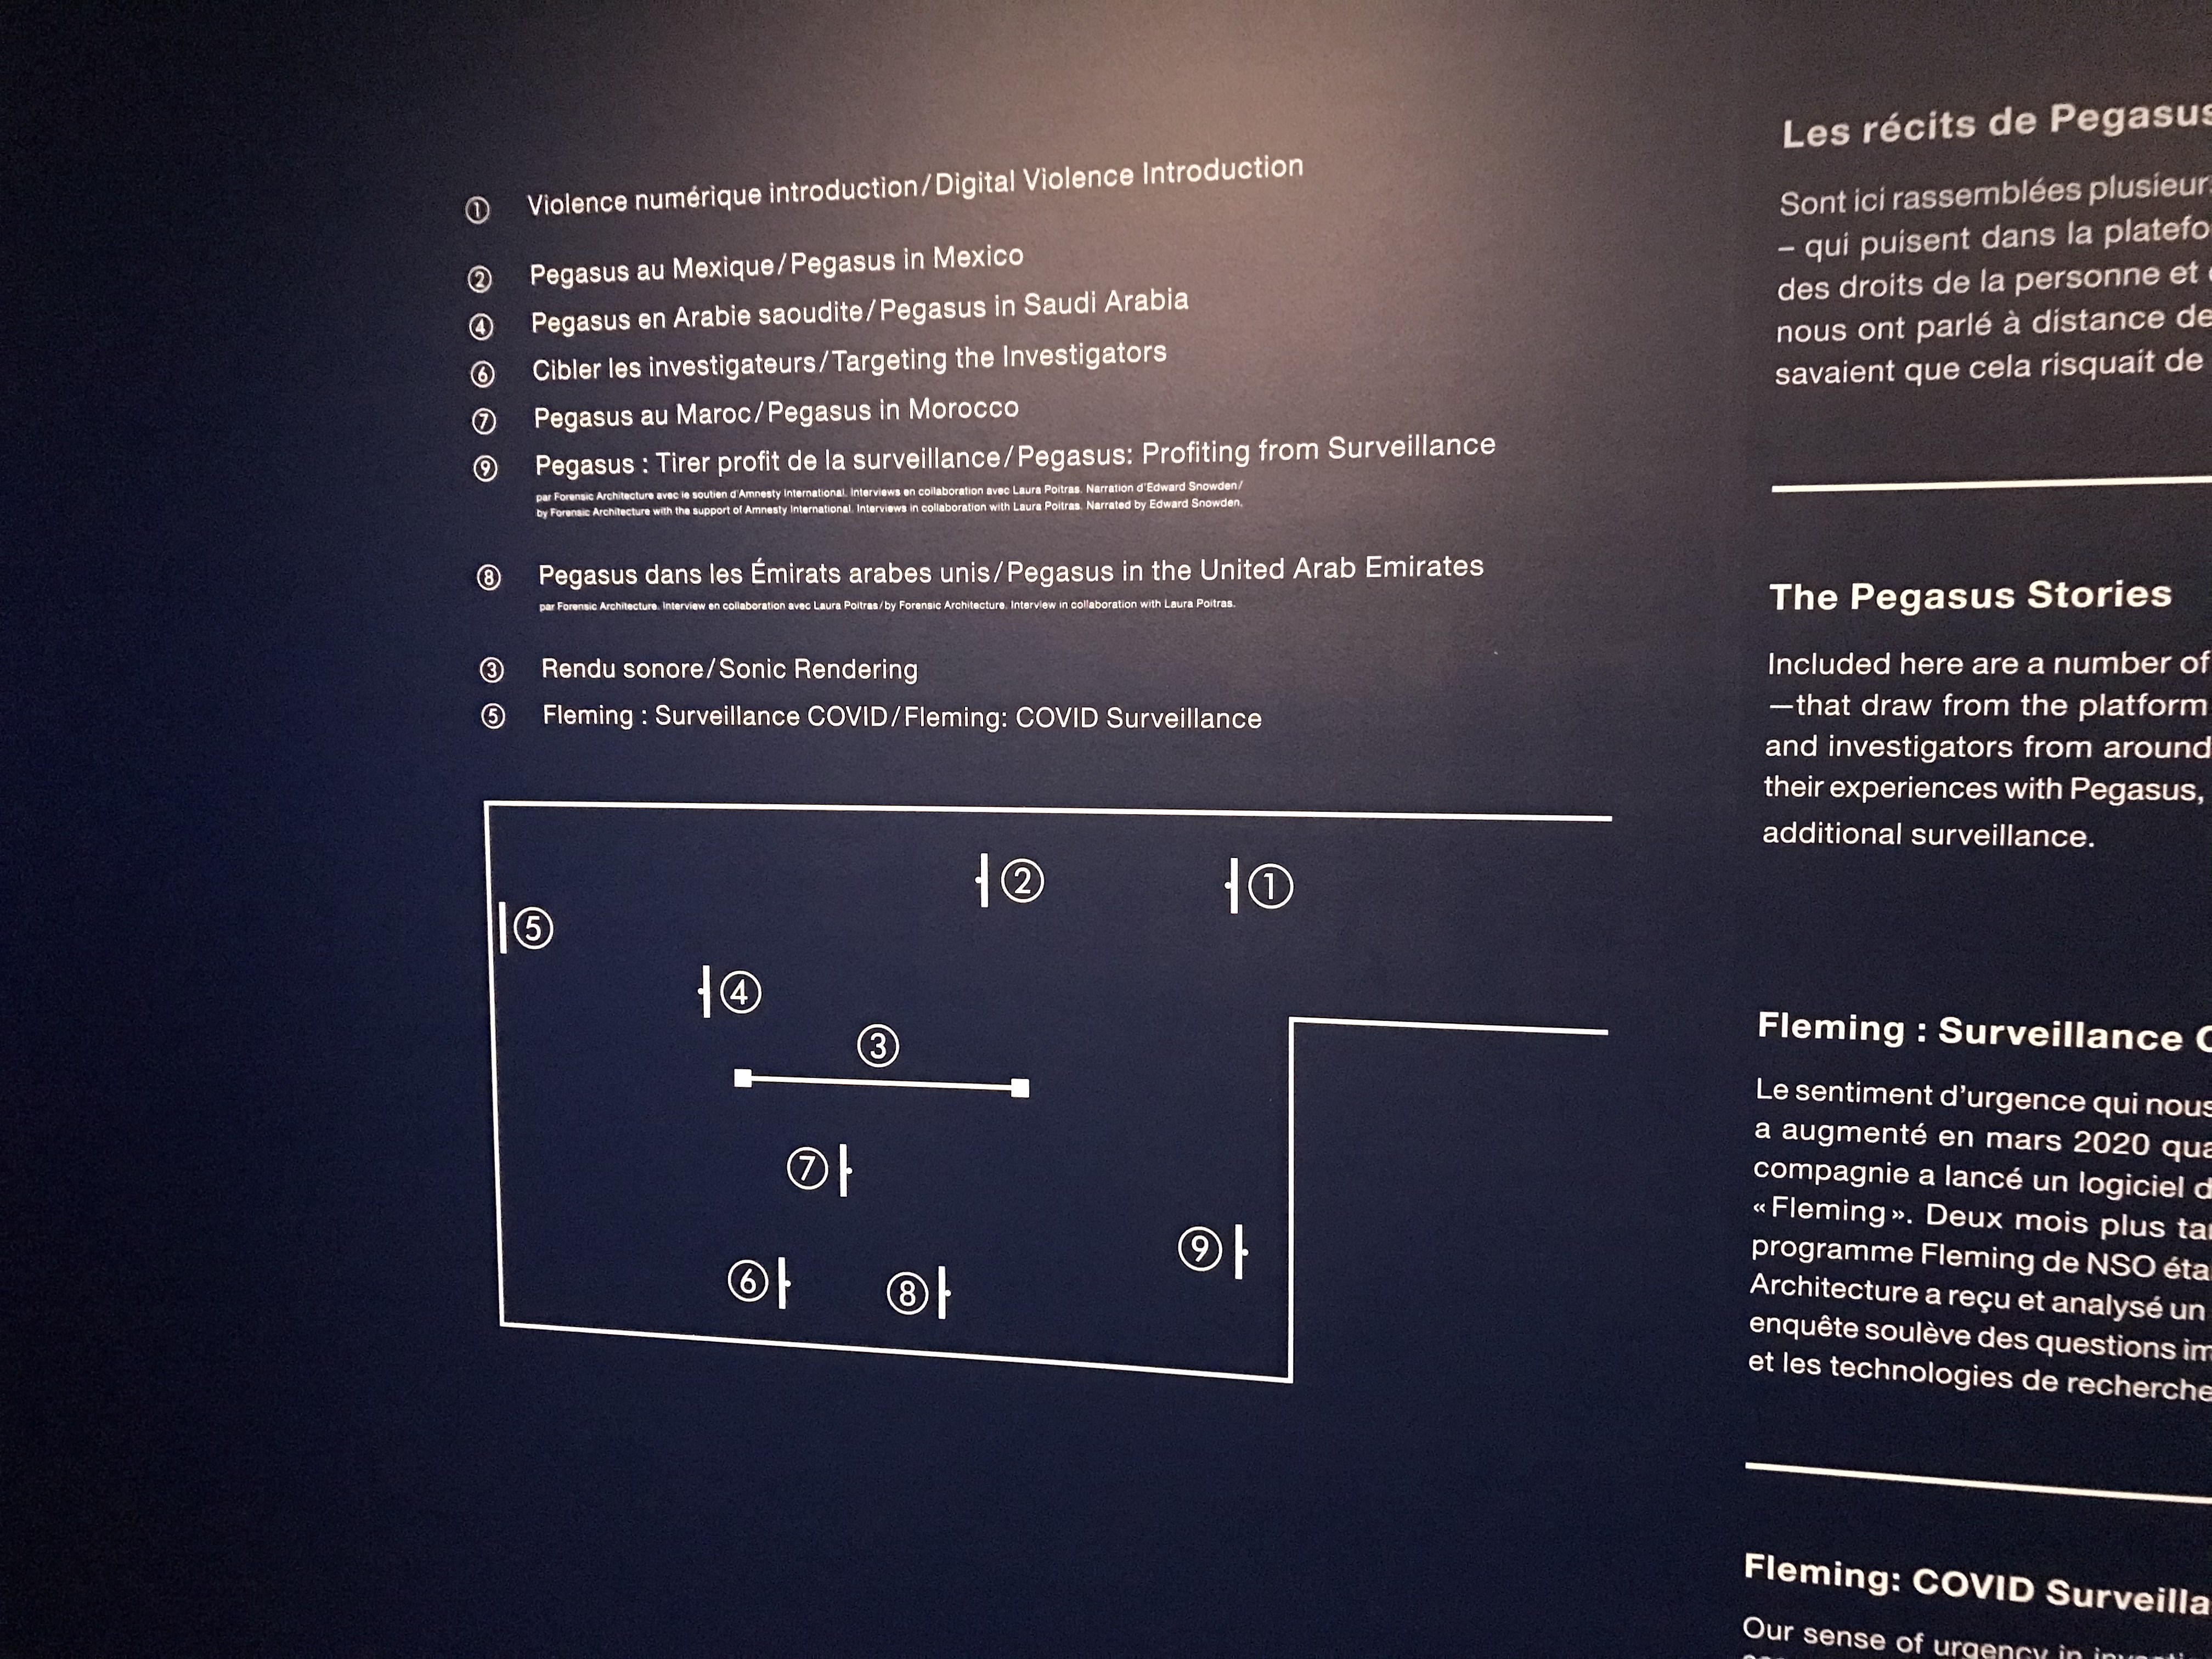 ① Violence numérique introduction/Digital Violence Introduction
② Pegasus au Mexique/Pegasus in Mexico
④ Pegasus en Arabie saoudite/Pegasus in Saudi Arabia
⑥ Cibler les investigateurs/Targeting the Investigators
⑦ Pegasus au Maroc/Pegasus in Morocco
⑨ Pegasus : Tirer profit de la surveillance/Pegasus: Profiting from Surveillance
par Forensic Architecture avec le soutien d'Amnesty International. Interviews en collaboration avec Laura Poitras. Narration d'Edward Snowden/
by Forensic Architecture with the support of Amnesty International. Interviews in collaboration with Laura Poitras. Narrated by Edward Snowden.
⑧ Pegasus dans les Émirats arabes unis/Pegasus in the United Arab Emirates
par Forensic Architecture. Interview en collaboration avec Laura Poitras/by Forensic Architecture. Interview in collaboration with Laura Poitras.
③ Rendu sonore/Sonic Rendering
⑤ Fleming : Surveillance COVID/Fleming: COVID Surveillance
② ①
⑤
④
③
⑦
⑨
⑥ ⑧
Les récits de Pegasus
Sont ici rassemblées plusieur
– qui puisent dans la platefo
des droits de la personne et
nous ont parlé à distance de
savaient que cela risquait de
The Pegasus Stories
Included here are a number of
—that draw from the platform
and investigators from around
their experiences with Pegasus,
additional surveillance.
Fleming : Surveillance C
Le sentiment d'urgence qui nous
a augmenté en mars 2020 qua
compagnie a lancé un logiciel d
« Fleming ». Deux mois plus tar
programme Fleming de NSO éta
Architecture a reçu et analysé un
enquête soulève des questions im
et les technologies de recherche
Fleming: COVID Surveilla
Our sense of urgency in